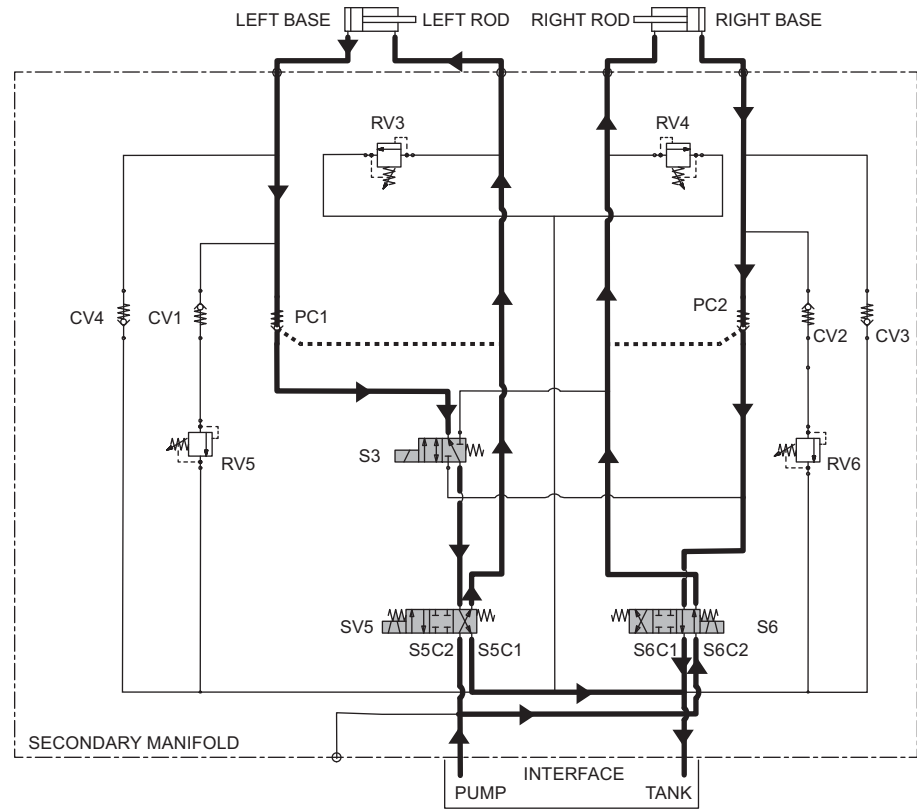 LEFT BASE LEFT ROD RIGHT ROD RIGHT BASE
RV3 RV4
CV4 CV1 PC1 PC2 CV2 CV3
S3 RV5 RV6
SV5 S6
S5C2 S5C1 S6C1 S6C2
SECONDARY MANIFOLD
INTERFACE
PUMP TANK